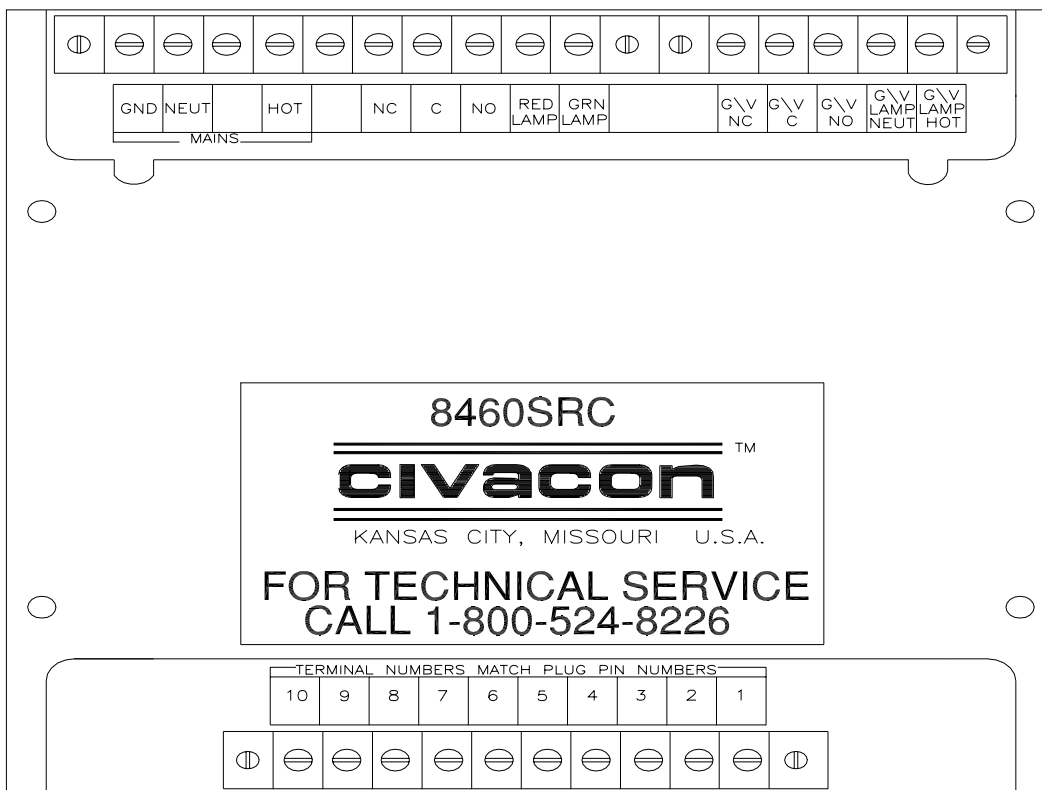 GND NEUT HOT NC C NO RED LAMP GRN LAMP G\V NC G\V C G\V NO G\V LAMP NEUT G\V LAMP HOT
MAINS
8460SRC
civacon TM
KANSAS CITY, MISSOURI U.S.A.
FOR TECHNICAL SERVICE
CALL 1-800-524-8226
TERMINAL NUMBERS MATCH PLUG PIN NUMBERS
10 9 8 7 6 5 4 3 2 1